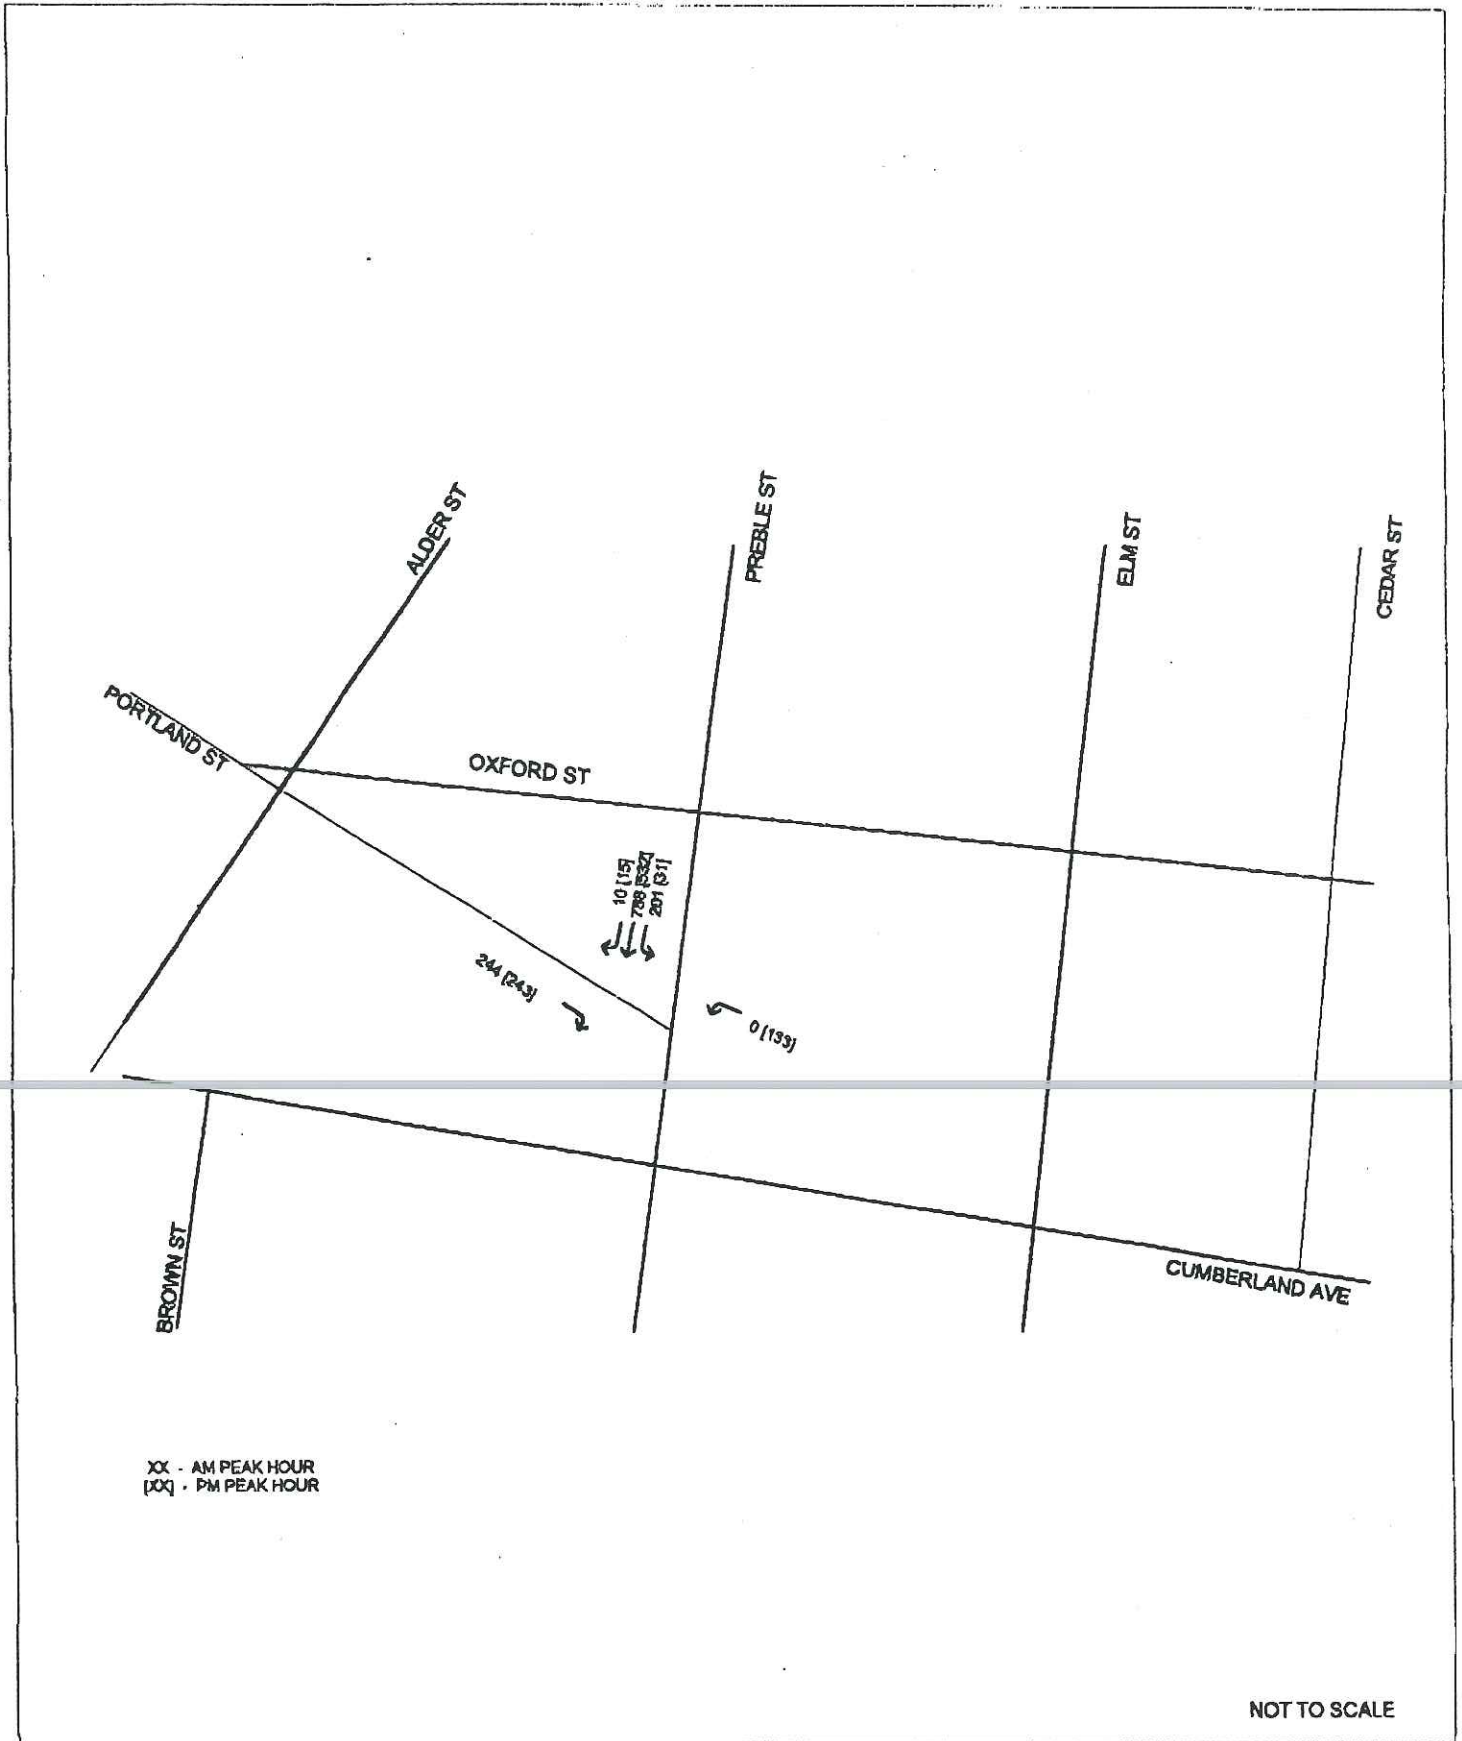 ALDER ST
PREBLE ST
ELM ST
CEDAR ST
PORTLAND ST
OXFORD ST
10 [15]
788 [532]
201 [31]
244 [243]
0 [133]
BROWN ST
CUMBERLAND AVE
XX - AM PEAK HOUR
[XX] - PM PEAK HOUR
NOT TO SCALE